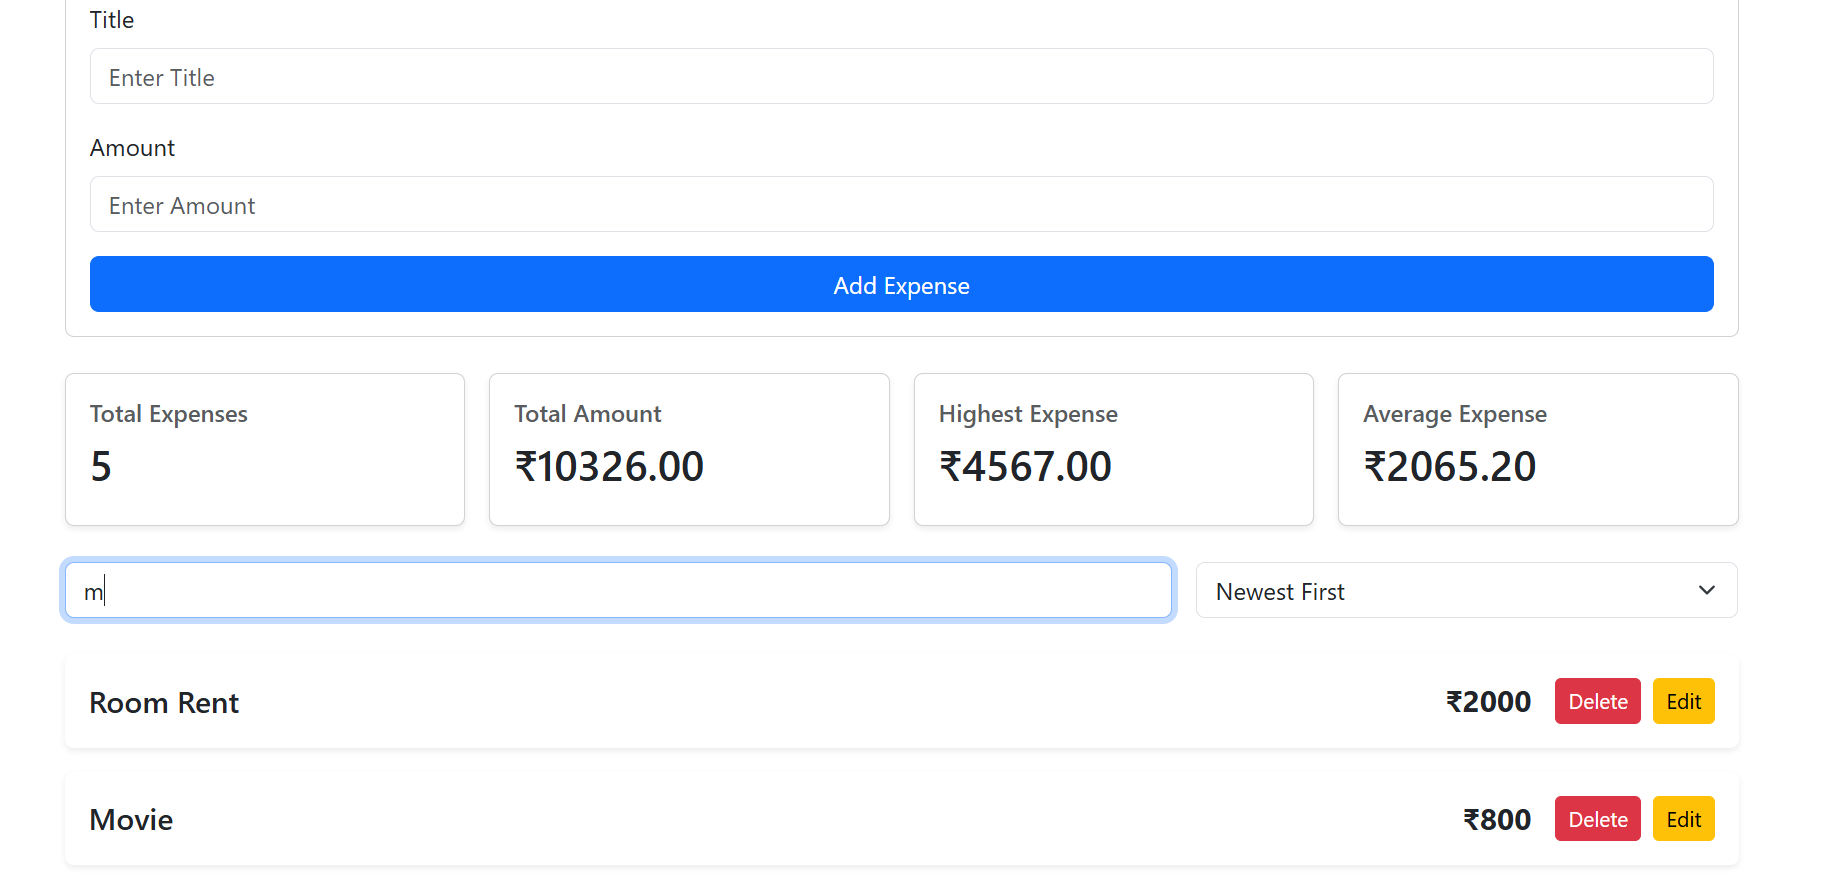 Title
Enter Title
Amount
Enter Amount
Add Expense
Total Expenses
5
Total Amount
₹10326.00
Highest Expense
₹4567.00
Average Expense
₹2065.20
m
Newest First
Room Rent ₹2000 Delete Edit
Movie ₹800 Delete Edit